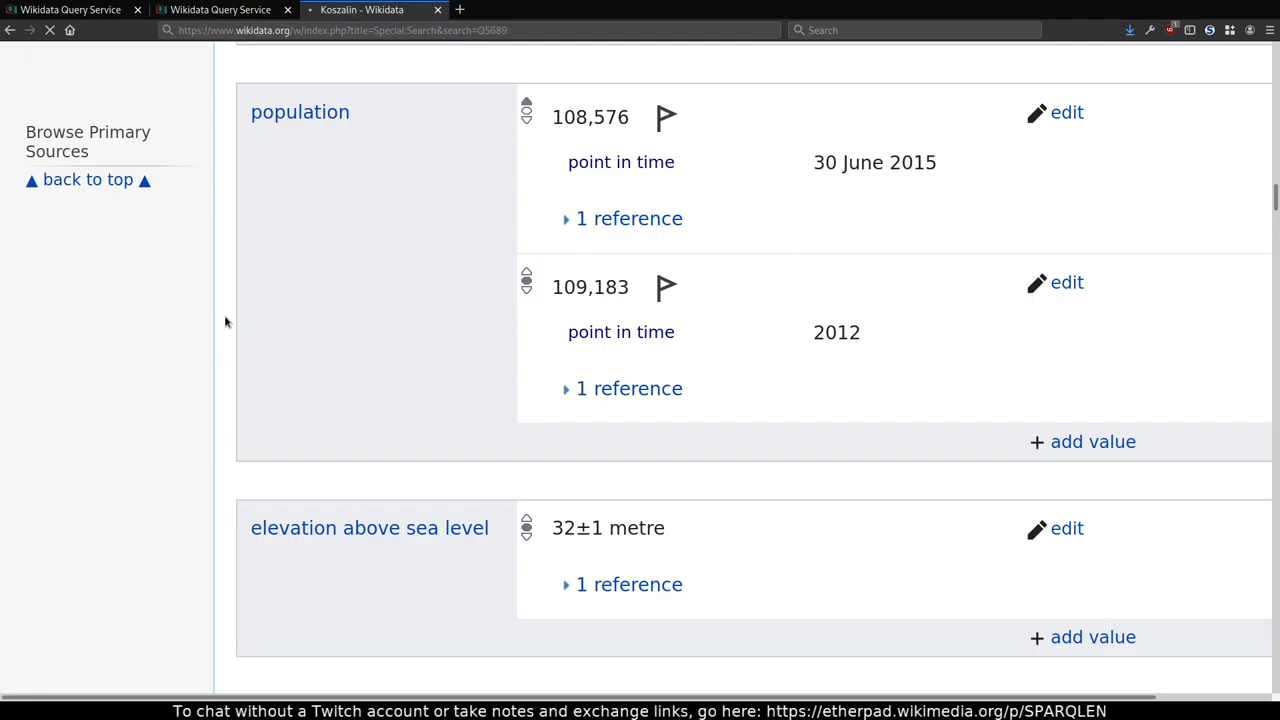 Wikidata Query Service
Wikidata Query Service
Koszalin - Wikidata
https://www.wikidata.org/w/index.php?title=Special:Search&search=Q5689
Search
1
Browse Primary
Sources
▲ back to top ▲
population
108,576
edit
point in time
30 June 2015
1 reference
109,183
edit
point in time
2012
1 reference
+ add value
elevation above sea level
32±1 metre
edit
1 reference
+ add value
To chat without a Twitch account or take notes and exchange links, go here: https://etherpad.wikimedia.org/p/SPARQLEN